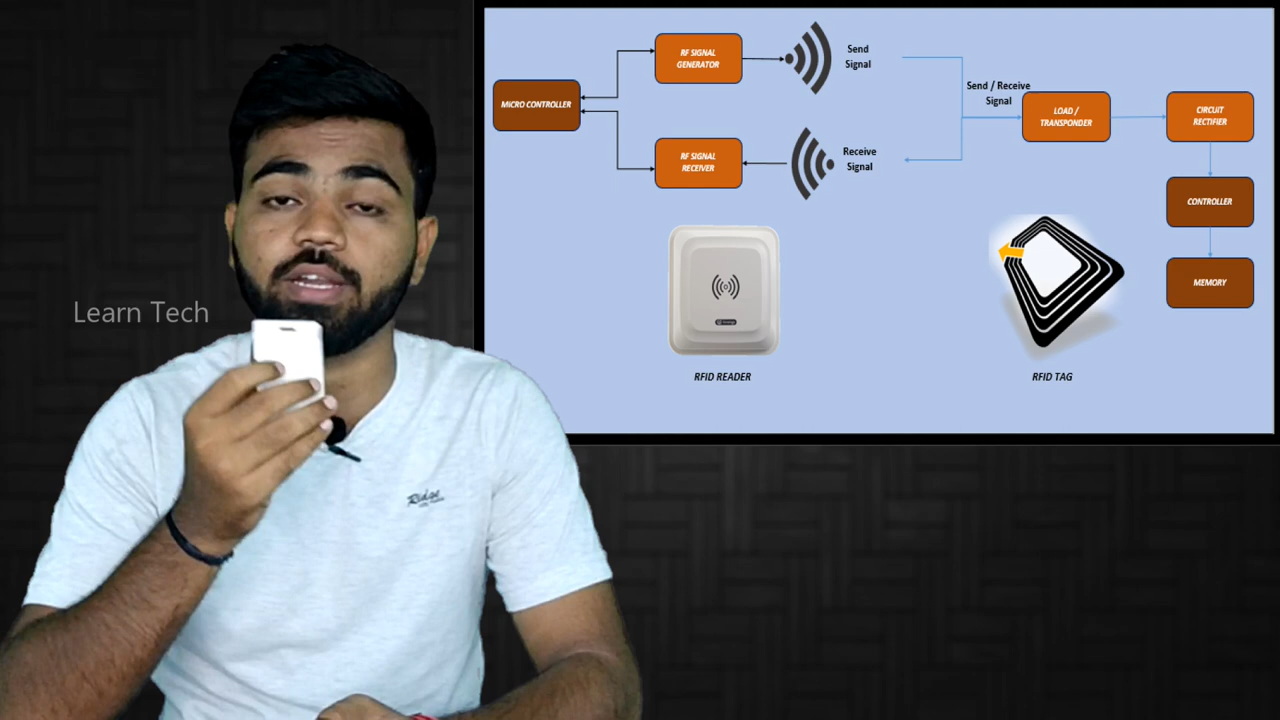 RF SIGNAL
GENERATOR
Send
Signal
MICRO CONTROLLER
Send / Receive
Signal
LOAD /
TRANSPONDER
CIRCUIT
RECTIFIER
RF SIGNAL
RECEIVER
Receive
Signal
CONTROLLER
MEMORY
Learn Tech
RFID READER
RFID TAG
Ridge